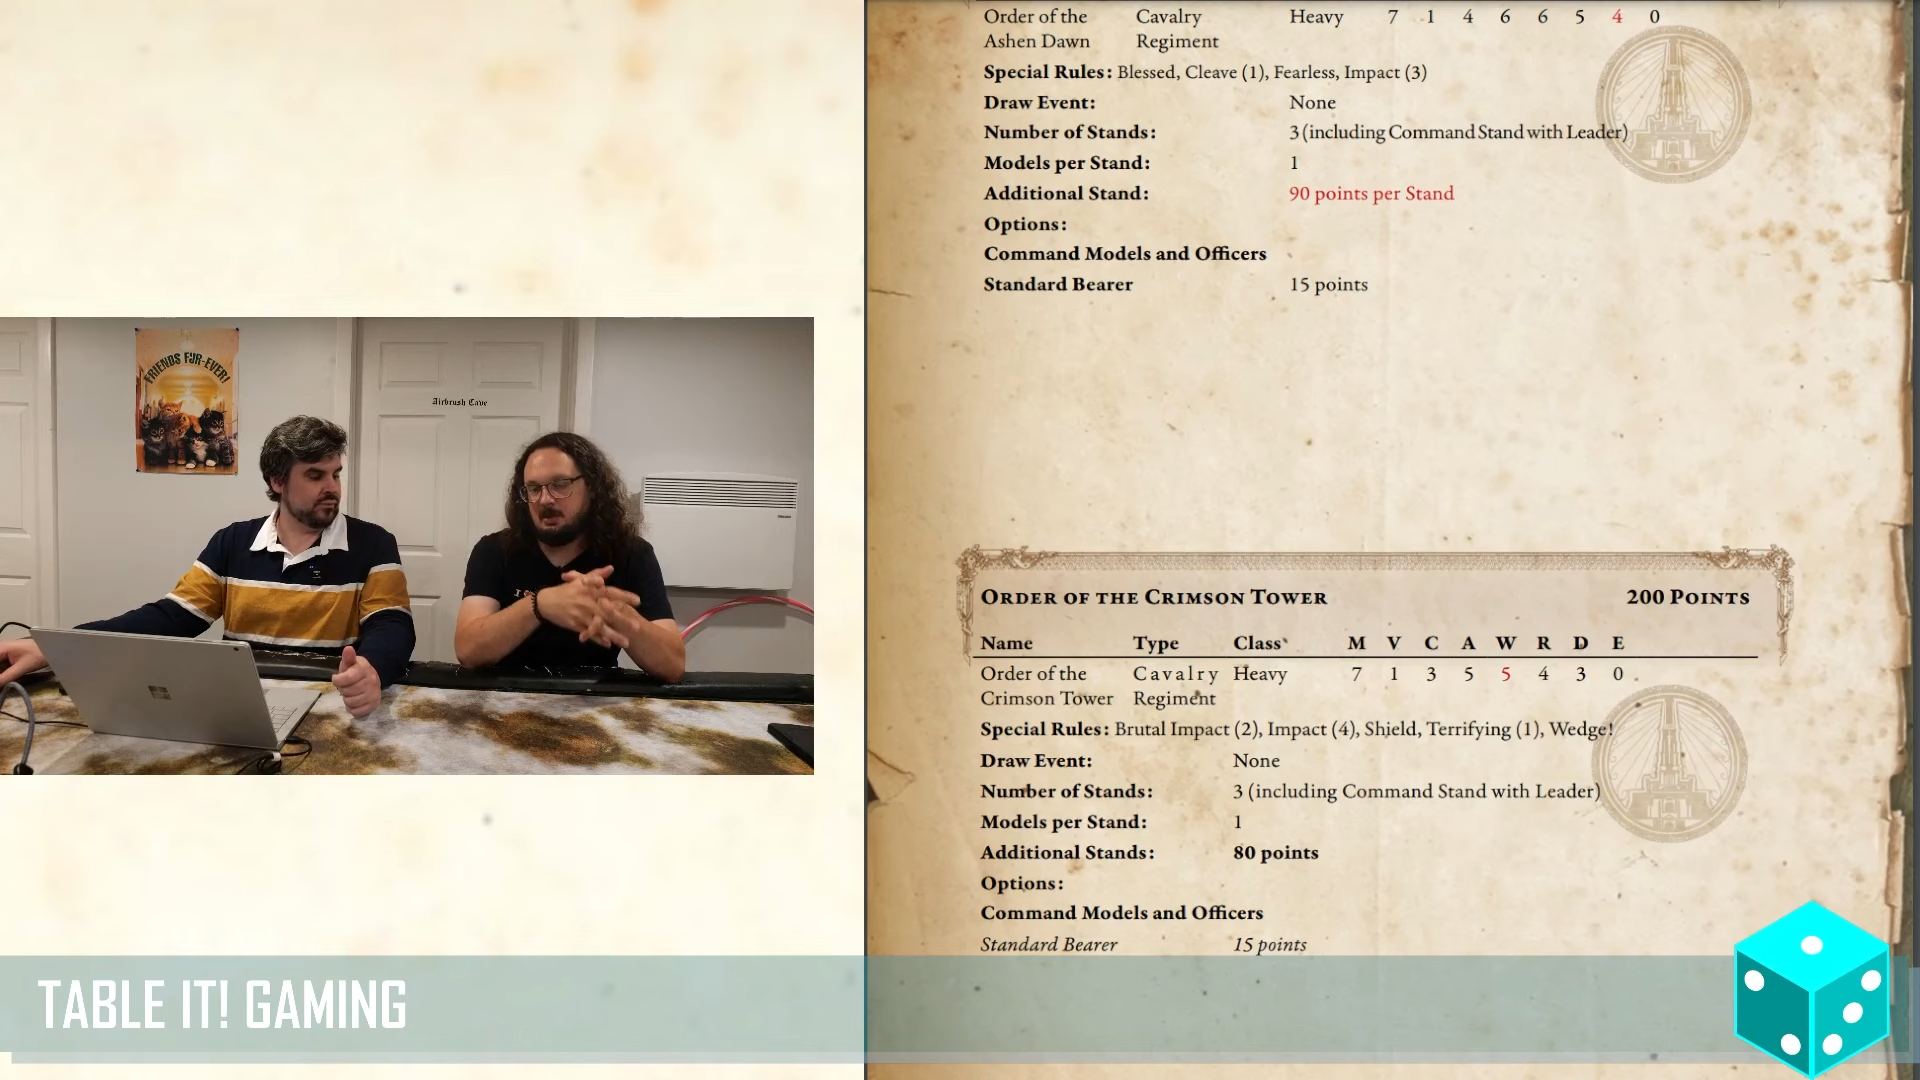 FRIENDS FUR-EVER!
Airbrush Cave
TABLE IT! GAMING
Order of the Ashen Dawn Cavalry Regiment Heavy 7 1 4 6 6 5 4 0
Special Rules: Blessed, Cleave (1), Fearless, Impact (3)
Draw Event: None
Number of Stands: 3 (including Command Stand with Leader)
Models per Stand: 1
Additional Stand: 90 points per Stand
Options:
Command Models and Officers
Standard Bearer 15 points
Order of the Crimson Tower 200 Points
Name Type Class M V C A W R D E
Order of the Crimson Tower Cavalry Regiment Heavy 7 1 3 5 5 4 3 0
Special Rules: Brutal Impact (2), Impact (4), Shield, Terrifying (1), Wedge!
Draw Event: None
Number of Stands: 3 (including Command Stand with Leader)
Models per Stand: 1
Additional Stands: 80 points
Options:
Command Models and Officers
Standard Bearer 15 points